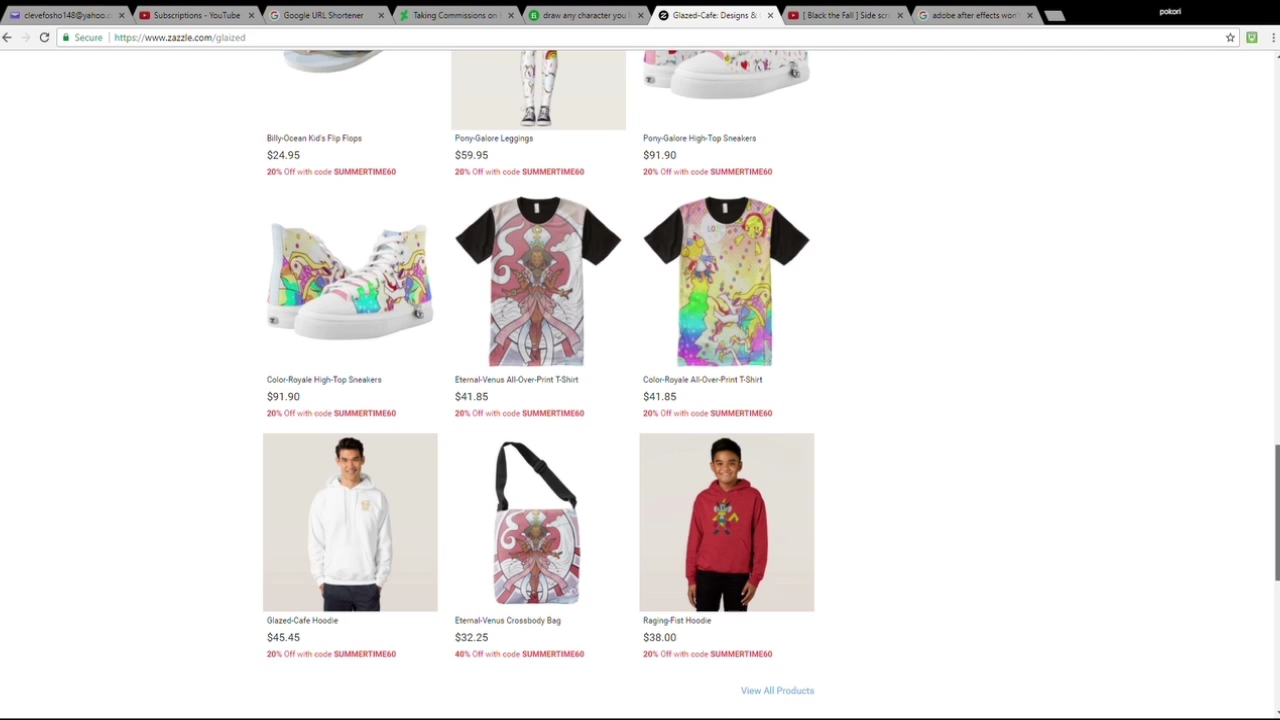 clevefosho148@yahoo.c
Subscriptions - YouTube
Google URL Shortener
Taking Commissions on
draw any character you
Glazed-Cafe: Designs &
[ Black the Fall ] Side scr
adobe after effects won'
pokori
Secure
https://www.zazzle.com/glaized
Billy-Ocean Kid's Flip Flops
Pony-Galore Leggings
Pony-Galore High-Top Sneakers
$24.95
$59.95
$91.90
20% Off with code SUMMERTIME60
20% Off with code SUMMERTIME60
20% Off with code SUMMERTIME60
Color-Royale High-Top Sneakers
Eternal-Venus All-Over-Print T-Shirt
Color-Royale All-Over-Print T-Shirt
$91.90
$41.85
$41.85
20% Off with code SUMMERTIME60
20% Off with code SUMMERTIME60
20% Off with code SUMMERTIME60
Glazed-Cafe Hoodie
Eternal-Venus Crossbody Bag
Raging-Fist Hoodie
$45.45
$32.25
$38.00
20% Off with code SUMMERTIME60
40% Off with code SUMMERTIME60
20% Off with code SUMMERTIME60
View All Products